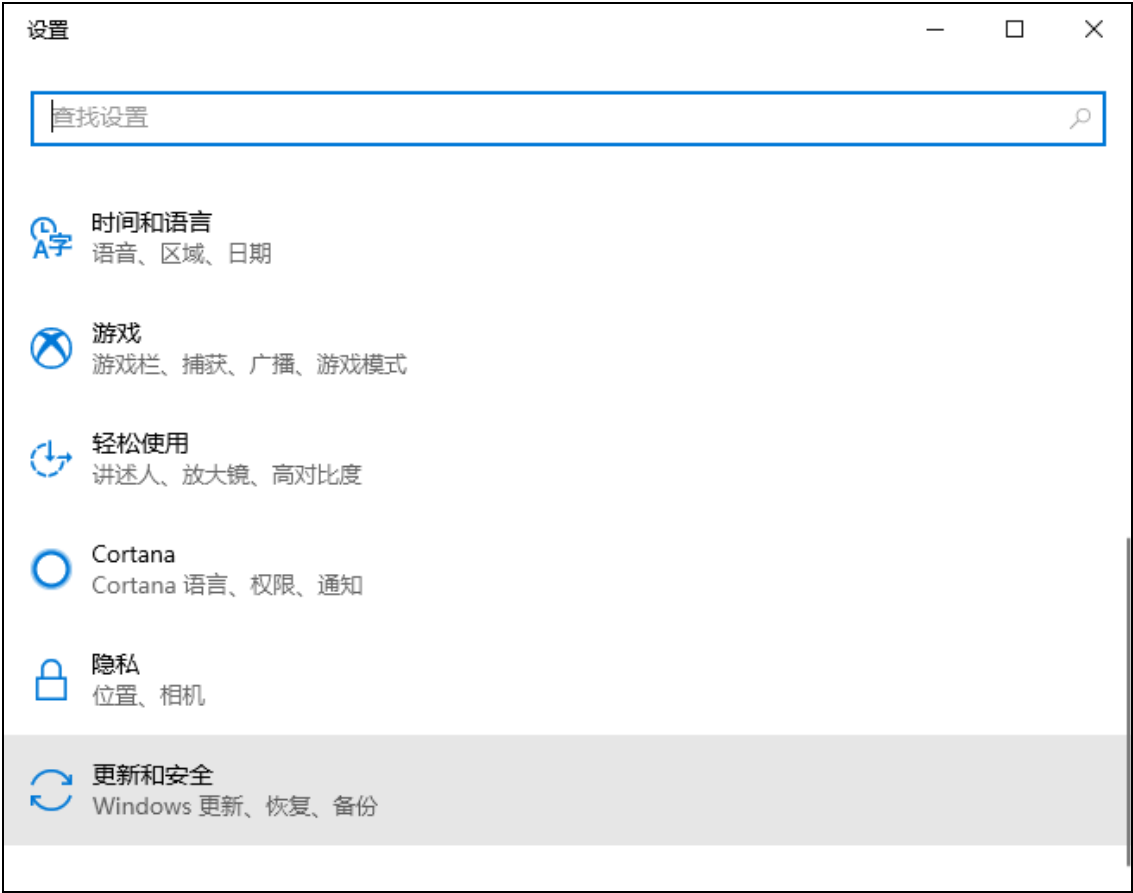 设置
查找设置
时间和语言
语音、区域、日期
游戏
游戏栏、捕获、广播、游戏模式
轻松使用
讲述人、放大镜、高对比度
Cortana
Cortana 语言、权限、通知
隐私
位置、相机
更新和安全
Windows 更新、恢复、备份